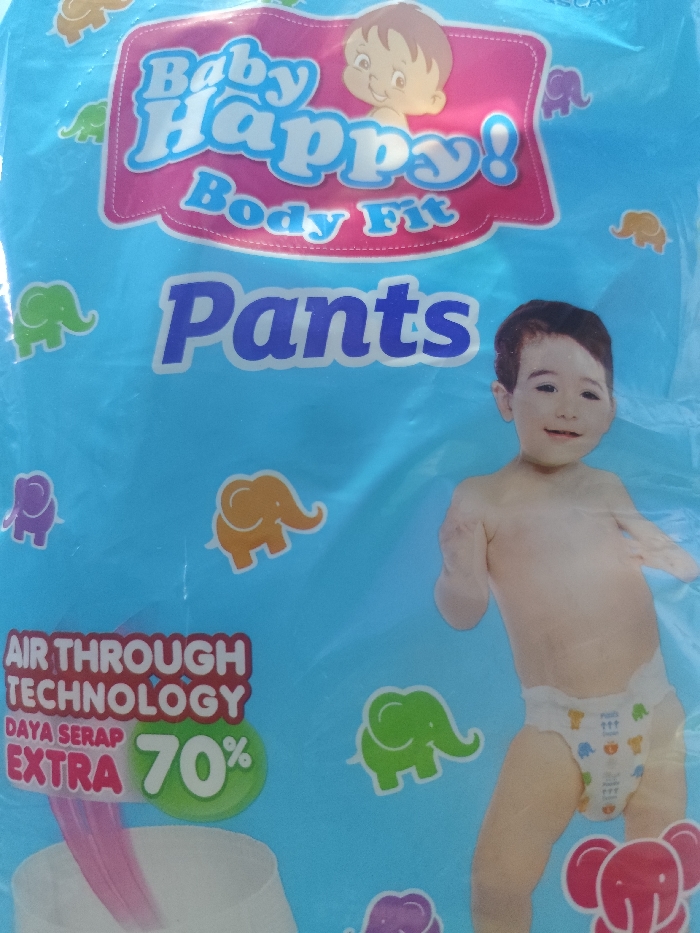 Baby
Happy!
Body Fit
Pants
AIR THROUGH
TECHNOLOGY
DAYA SERAP
EXTRA 70%